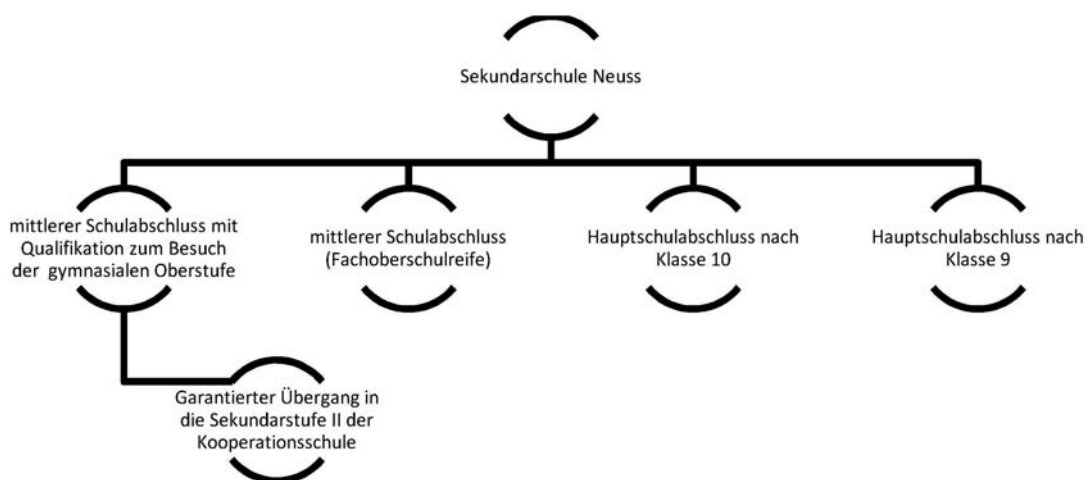 Sekundarschule Neuss
mittlerer Schulabschluss mit
Qualifikation zum Besuch
der gymnasialen Oberstufe
mittlerer Schulabschluss
(Fachoberschulreife)
Hauptschulabschluss nach
Klasse 10
Hauptschulabschluss nach
Klasse 9
Garantierter Übergang in
die Sekundarstufe II der
Kooperationsschule